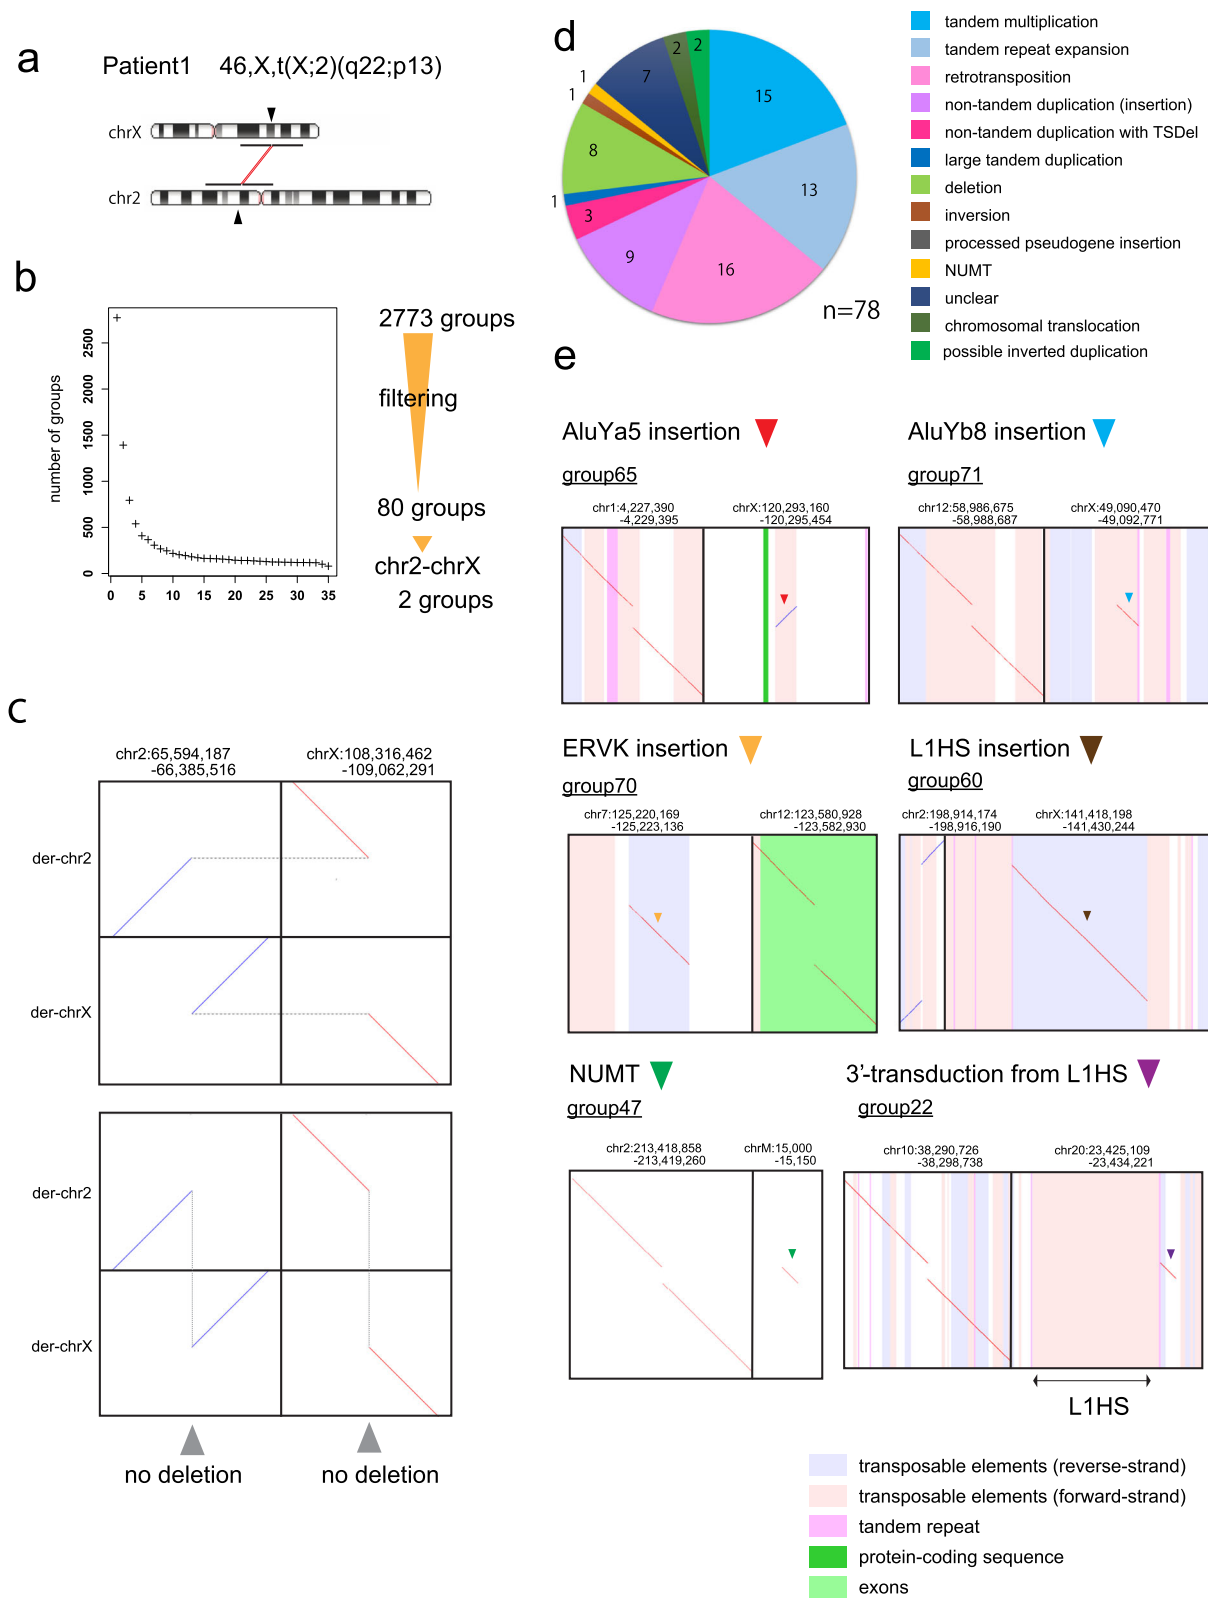 a
Patient1 46,X,t(X;2)(q22;p13)
chrX
chr2
b
number of groups
0
500
1000
1500
2000
2500
0 5 10 15 20 25 30 35
2773 groups
filtering
80 groups
chr2-chrX
2 groups
c
chr2:65,594,187
-66,385,516
chrX:108,316,462
-109,062,291
der-chr2
der-chrX
der-chr2
der-chrX
no deletion
no deletion
d
15
13
16
9
3
1
8
1
1
7
2
2
n=78
tandem multiplication
tandem repeat expansion
retrotransposition
non-tandem duplication (insertion)
non-tandem duplication with TSDel
large tandem duplication
deletion
inversion
processed pseudogene insertion
NUMT
unclear
chromosomal translocation
possible inverted duplication
e
AluYa5 insertion
group65
chr1:4,227,390
-4,229,395
chrX:120,293,160
-120,295,454
AluYb8 insertion
group71
chr12:58,986,675
-58,988,687
chrX:49,090,470
-49,092,771
ERVK insertion
group70
chr7:125,220,169
-125,223,136
chr12:123,580,928
-123,582,930
L1HS insertion
group60
chr2:198,914,174
-198,916,190
chrX:141,418,198
-141,430,244
NUMT
group47
chr2:213,418,858
-213,419,260
chrM:15,000
-15,150
3'-transduction from L1HS
group22
chr10:38,290,726
-38,298,738
chr20:23,425,109
-23,434,221
L1HS
transposable elements (reverse-strand)
transposable elements (forward-strand)
tandem repeat
protein-coding sequence
exons